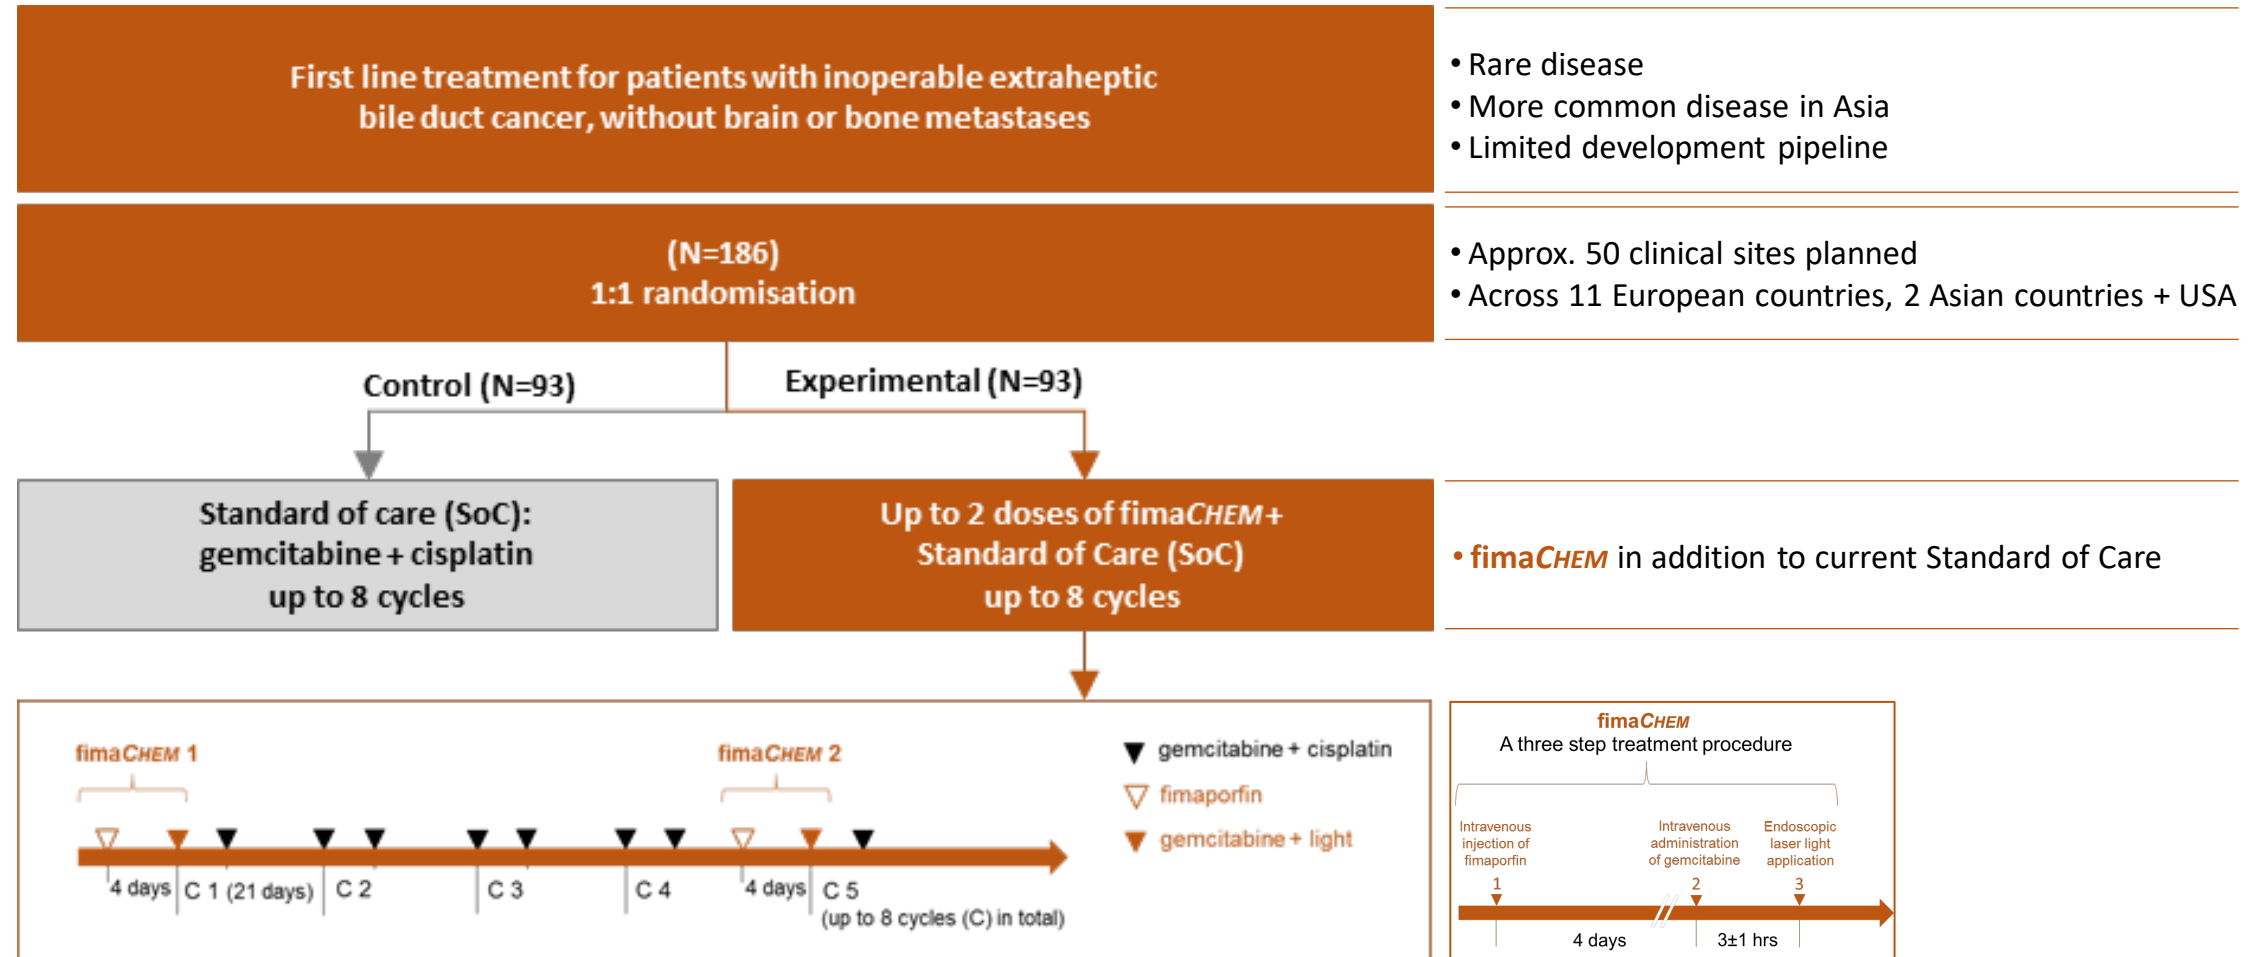 First line treatment for patients with inoperable extraheptic
bile duct cancer, without brain or bone metastases
• Rare disease
• More common disease in Asia
• Limited development pipeline
(N=186)
1:1 randomisation
• Approx. 50 clinical sites planned
• Across 11 European countries, 2 Asian countries + USA
Control (N=93)
Experimental (N=93)
Standard of care (SoC):
gemcitabine + cisplatin
up to 8 cycles
Up to 2 doses of fimaCHEM +
Standard of Care (SoC)
up to 8 cycles
• fimaCHEM in addition to current Standard of Care
fimaCHEM 1
fimaCHEM 2
gemcitabine + cisplatin
fimaporfin
gemcitabine + light
4 days
C 1 (21 days)
C 2
C 3
C 4
4 days
C 5
(up to 8 cycles (C) in total)
fimaCHEM
A three step treatment procedure
Intravenous
injection of
fimaporfin
1
Intravenous
administration
of gemcitabine
2
Endoscopic
laser light
application
3
4 days
3±1 hrs